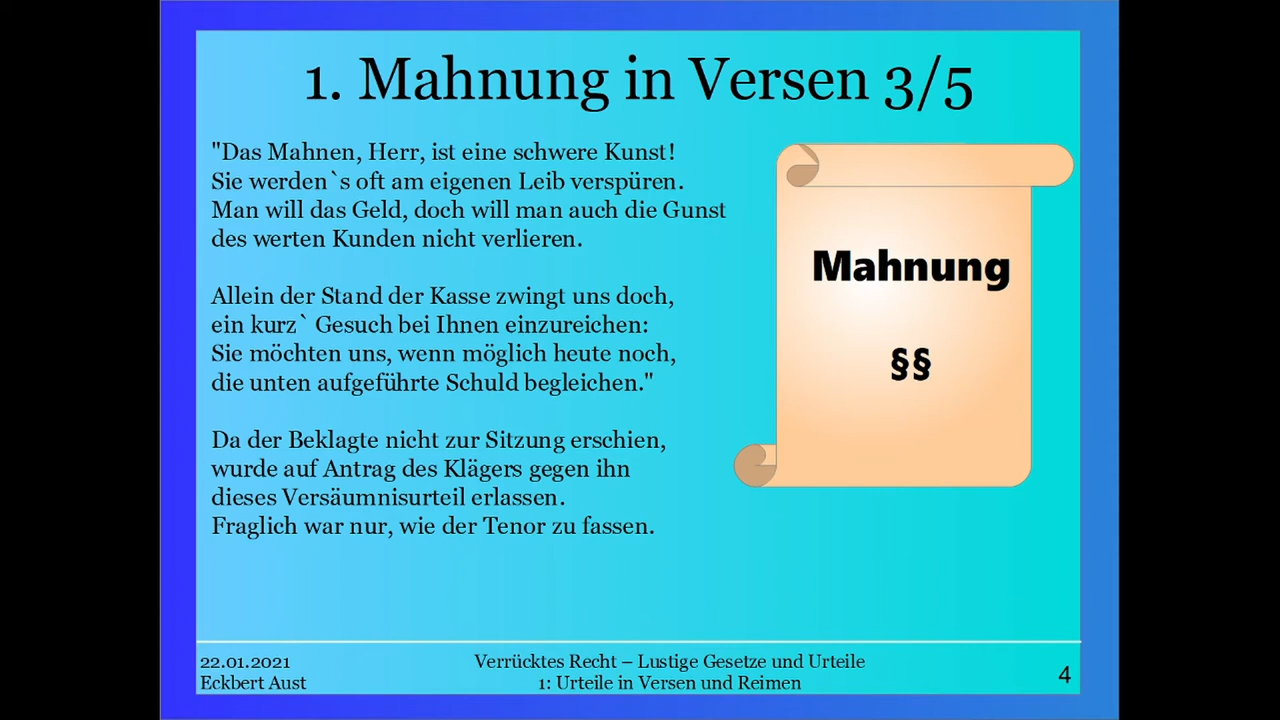 1. Mahnung in Versen 3/5
"Das Mahnen, Herr, ist eine schwere Kunst!
Sie werden`s oft am eigenen Leib verspüren.
Man will das Geld, doch will man auch die Gunst
des werten Kunden nicht verlieren.
Allein der Stand der Kasse zwingt uns doch,
ein kurz` Gesuch bei Ihnen einzureichen:
Sie möchten uns, wenn möglich heute noch,
die unten aufgeführte Schuld begleichen."
Da der Beklagte nicht zur Sitzung erschien,
wurde auf Antrag des Klägers gegen ihn
dieses Versäumnisurteil erlassen.
Fraglich war nur, wie der Tenor zu fassen.
Mahnung
§§
22.01.2021
Eckbert Aust
Verrücktes Recht – Lustige Gesetze und Urteile
1: Urteile in Versen und Reimen
4